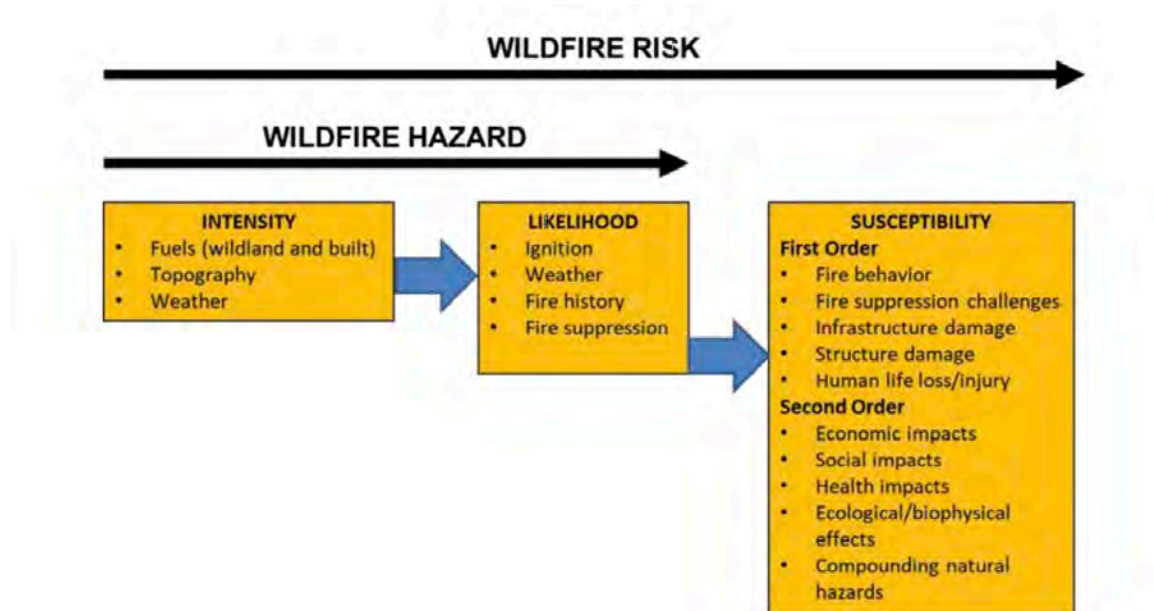 WILDFIRE RISK
WILDFIRE HAZARD
INTENSITY
• Fuels (wildland and built)
• Topography
• Weather
LIKELIHOOD
• Ignition
• Weather
• Fire history
• Fire suppression
SUSCEPTIBILITY
First Order
• Fire behavior
• Fire suppression challenges
• Infrastructure damage
• Structure damage
• Human life loss/injury
Second Order
• Economic impacts
• Social impacts
• Health impacts
• Ecological/biophysical
effects
• Compounding natural
hazards